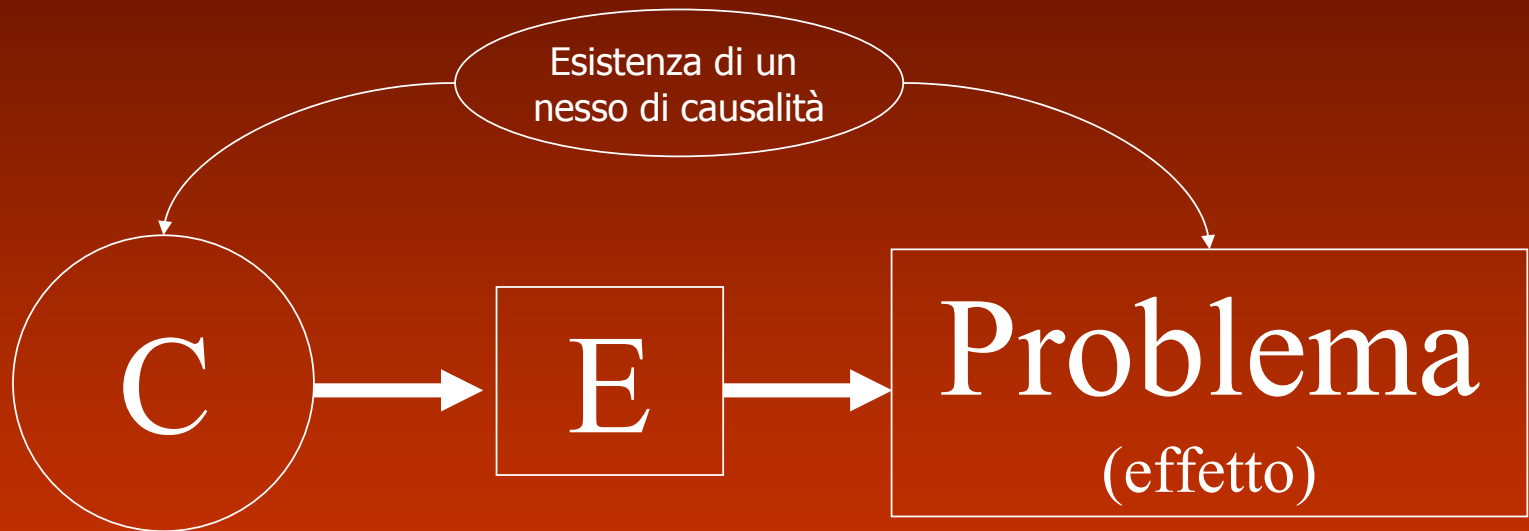 Esistenza di un
nesso di causalità
C
E
Problema
(effetto)